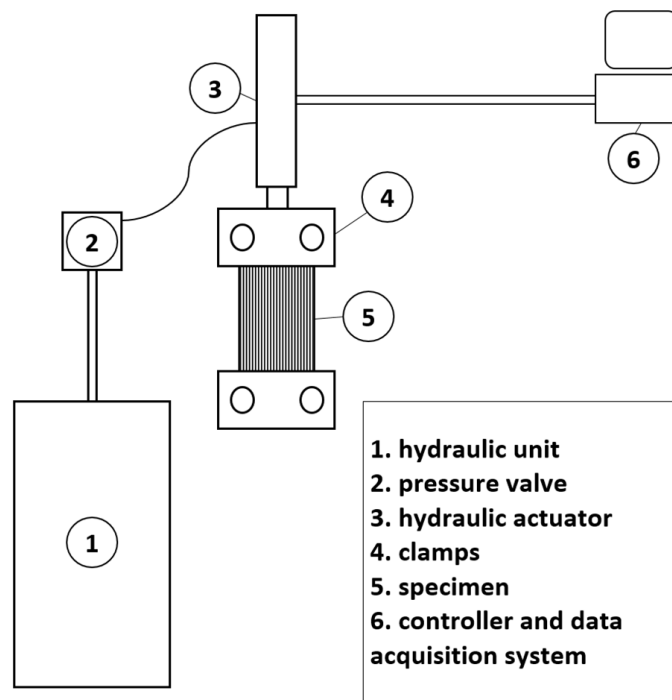 3
6
4
2
5
1
1. hydraulic unit
2. pressure valve
3. hydraulic actuator
4. clamps
5. specimen
6. controller and data
acquisition system